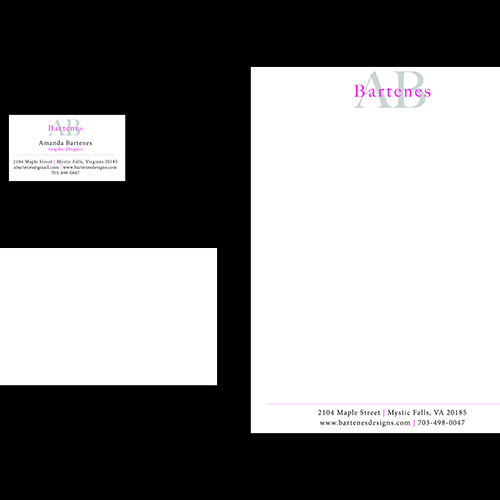 AB
Bartenes
Amanda Bartenes
Graphic Designer
2104 Maple Street | Mystic Falls, Virginia 20185
abartenes@gmail.com | www.bartenesdesigns.com
703-498-0047
AB
Bartenes
2104 Maple Street | Mystic Falls, VA 20185
www.bartenesdesigns.com | 703-498-0047